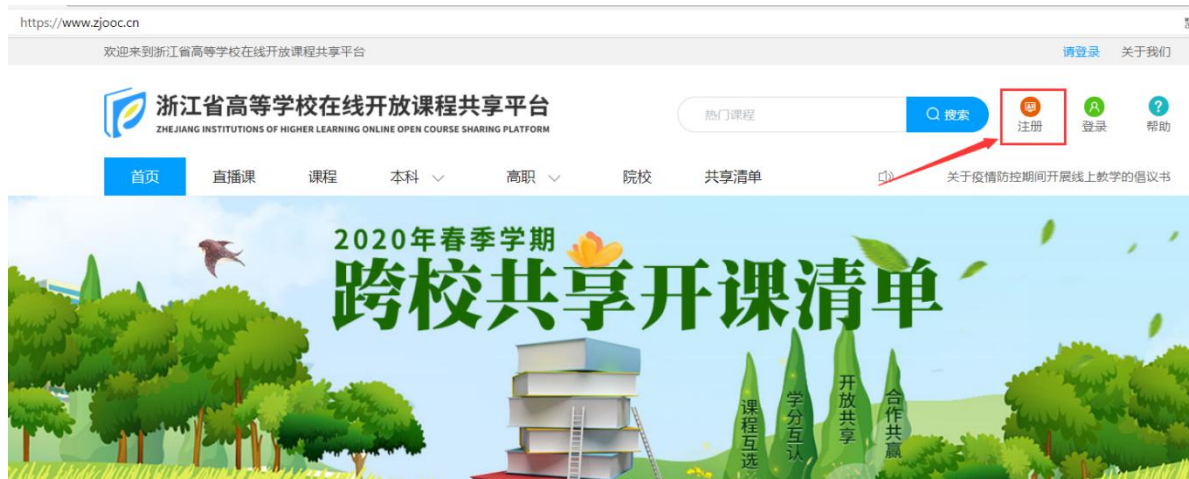 https://www.zjooc.cn
欢迎来到浙江省高等学校在线开放课程共享平台
请登录
关于我们
浙江省高等学校在线开放课程共享平台
ZHEJIANG INSTITUTIONS OF HIGHER LEARNING ONLINE OPEN COURSE SHARING PLATFORM
热门课程
搜索
注册
登录
帮助
首页
直播课
课程
本科
高职
院校
共享清单
关于疫情防控期间开展线上教学的倡议书
2020年春季学期
跨校共享开课清单
课程互选
学分互认
开放共享
合作共赢